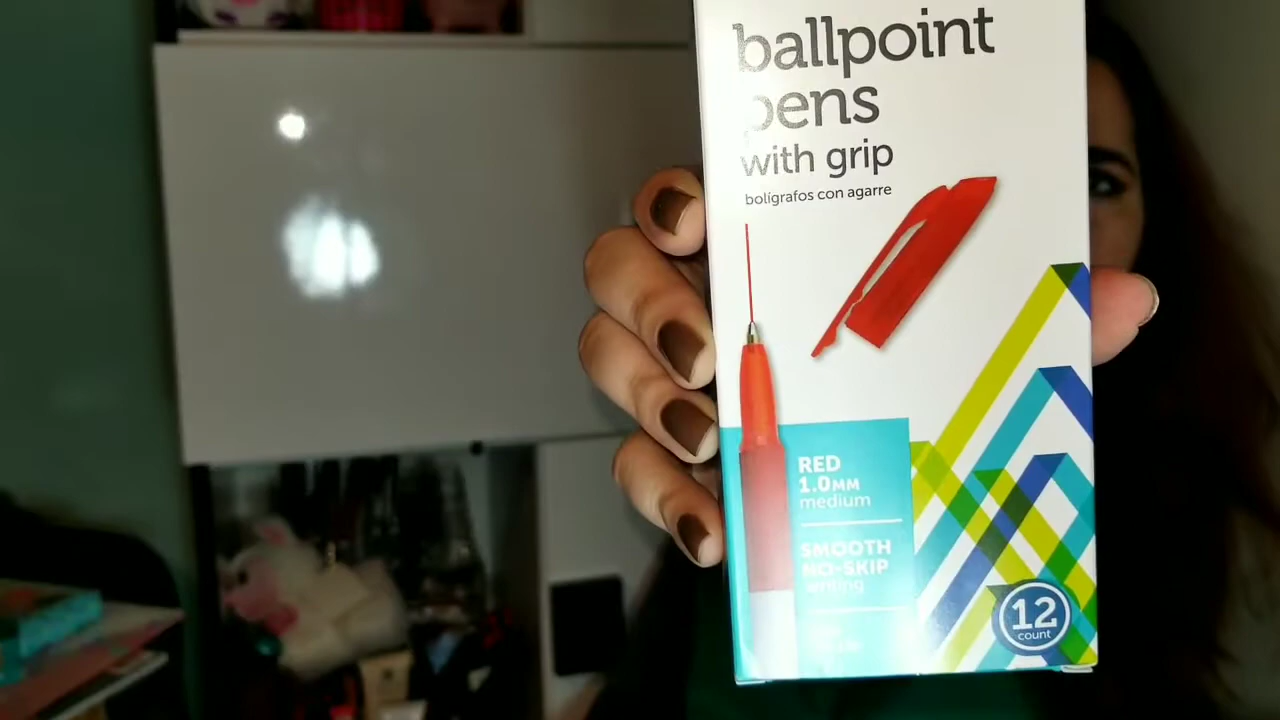 ballpoint
pens
with grip
bolígrafos con agarre
RED
1.0MM
medium
SMOOTH
NO-SKIP
writing
12
count